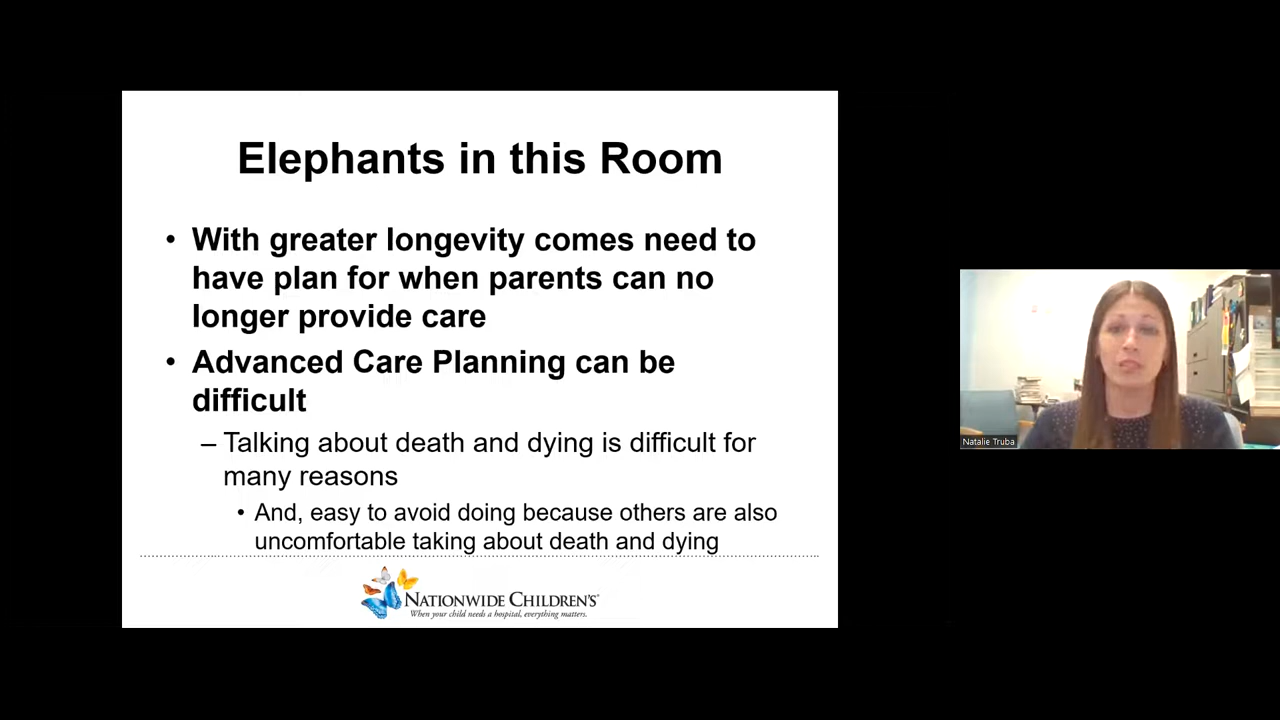 Elephants in this Room
• With greater longevity comes need to
have plan for when parents can no
longer provide care
• Advanced Care Planning can be
difficult
– Talking about death and dying is difficult for
many reasons
• And, easy to avoid doing because others are also
uncomfortable taking about death and dying
NATIONWIDE CHILDREN'S
When your child needs a hospital, everything matters.
Natalie Truba